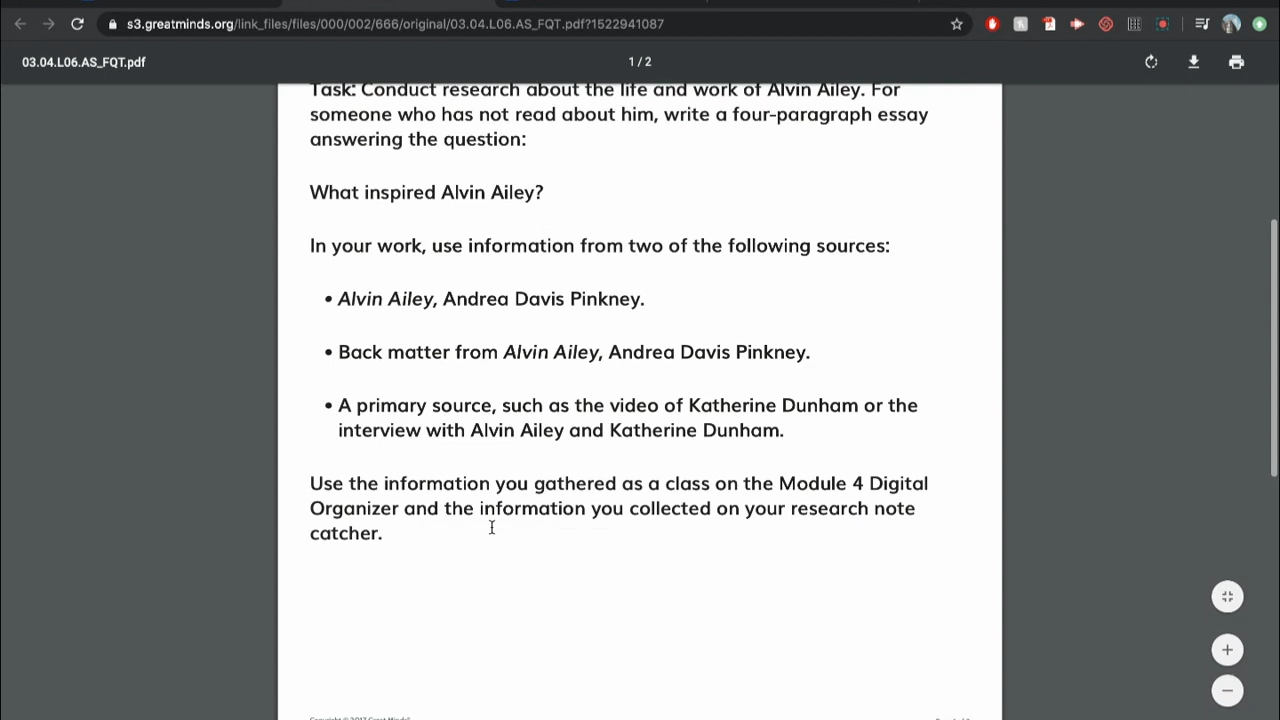 s3.greatminds.org/link_files/files/000/002/666/original/03.04.L06.AS_FQT.pdf?1522941087
03.04.L06.AS_FQT.pdf
1 / 2
Task: Conduct research about the life and work of Alvin Ailey. For
someone who has not read about him, write a four-paragraph essay
answering the question:
What inspired Alvin Ailey?
In your work, use information from two of the following sources:
• Alvin Ailey, Andrea Davis Pinkney.
• Back matter from Alvin Ailey, Andrea Davis Pinkney.
• A primary source, such as the video of Katherine Dunham or the
interview with Alvin Ailey and Katherine Dunham.
Use the information you gathered as a class on the Module 4 Digital
Organizer and the information you collected on your research note
catcher.